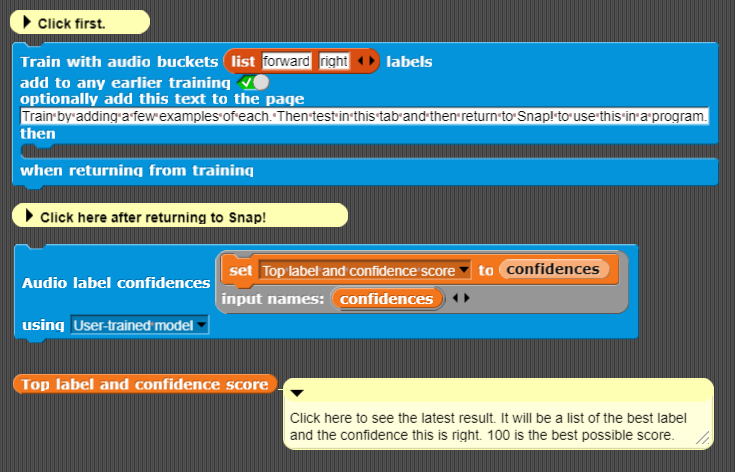 Click first.
Train with audio buckets list forward right labels
add to any earlier training
optionally add this text to the page
Train by adding a few examples of each. Then test in this tab and then return to Snap! to use this in a program.
then
when returning from training
Click here after returning to Snap!
set Top label and confidence score to confidences
Audio label confidences
input names: confidences
using User-trained model
Top label and confidence score
Click here to see the latest result. It will be a list of the best label
and the confidence this is right. 100 is the best possible score.